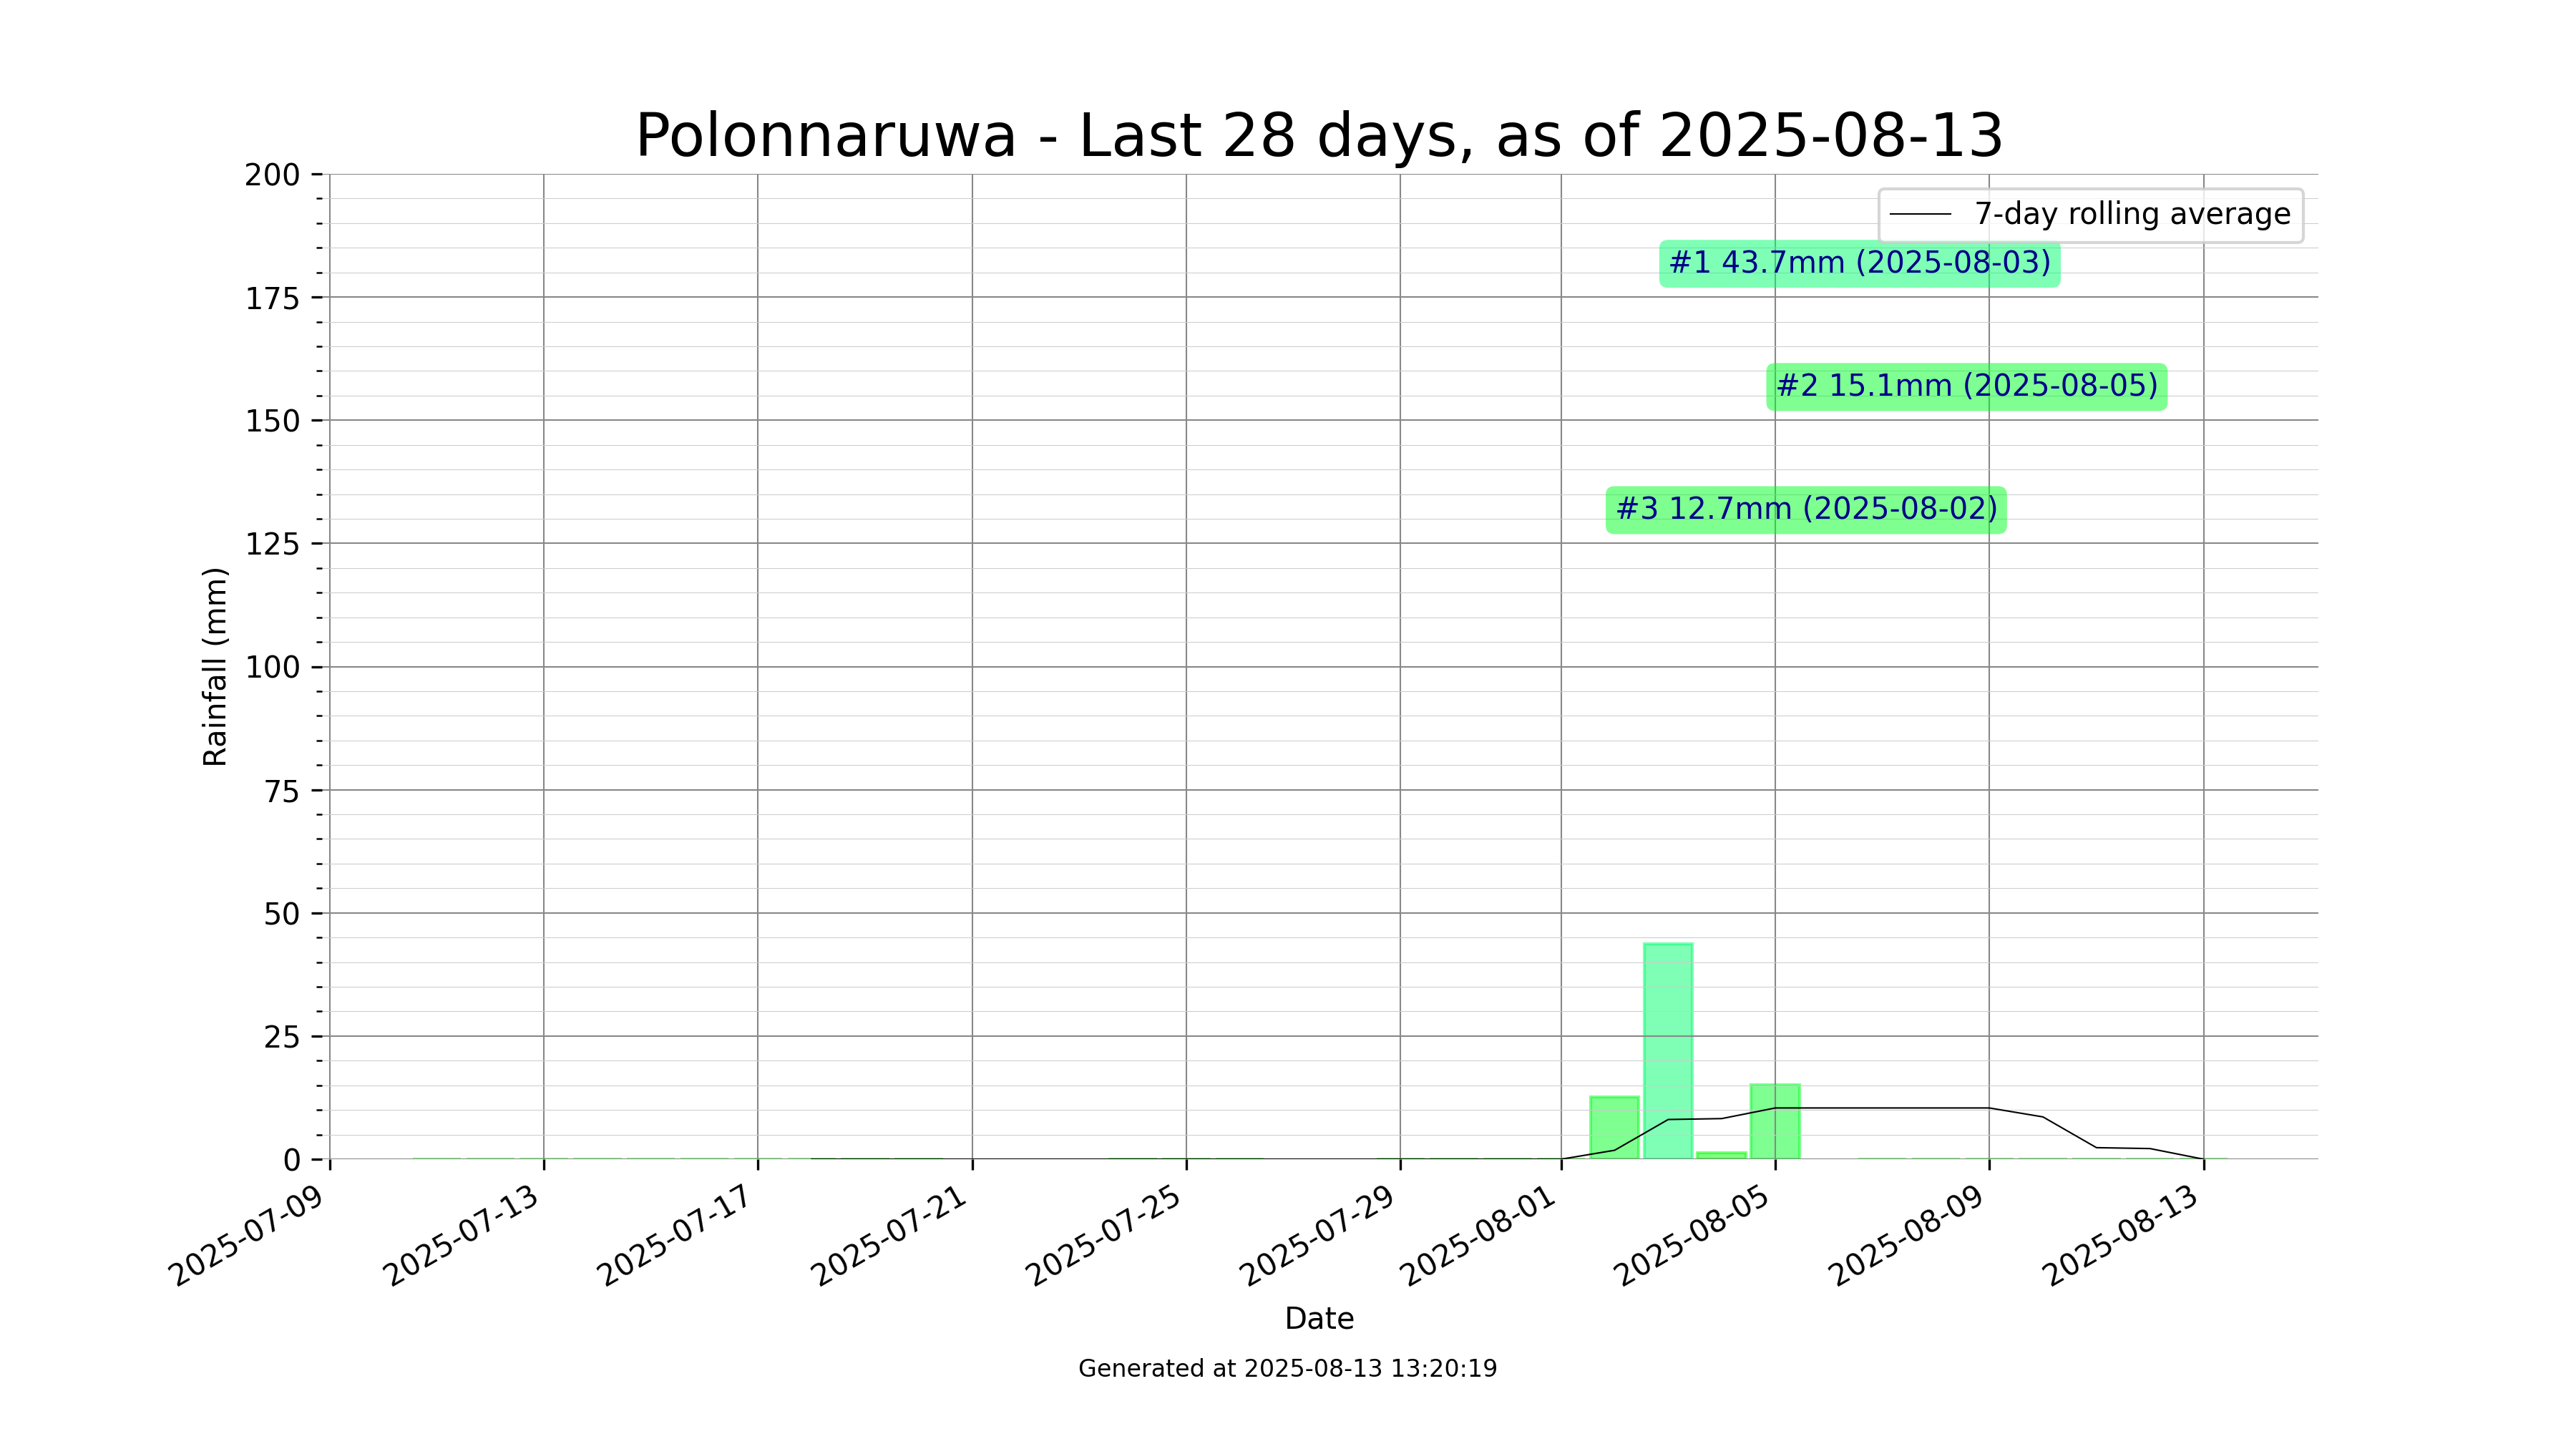 Polonnaruwa - Last 28 days, as of 2025-08-13
7-day rolling average
#1 43.7mm (2025-08-03)
#2 15.1mm (2025-08-05)
#3 12.7mm (2025-08-02)
Rainfall (mm)
200
175
150
125
100
75
50
25
0
2025-07-09
2025-07-13
2025-07-17
2025-07-21
2025-07-25
2025-07-29
2025-08-01
2025-08-05
2025-08-09
2025-08-13
Date
Generated at 2025-08-13 13:20:19